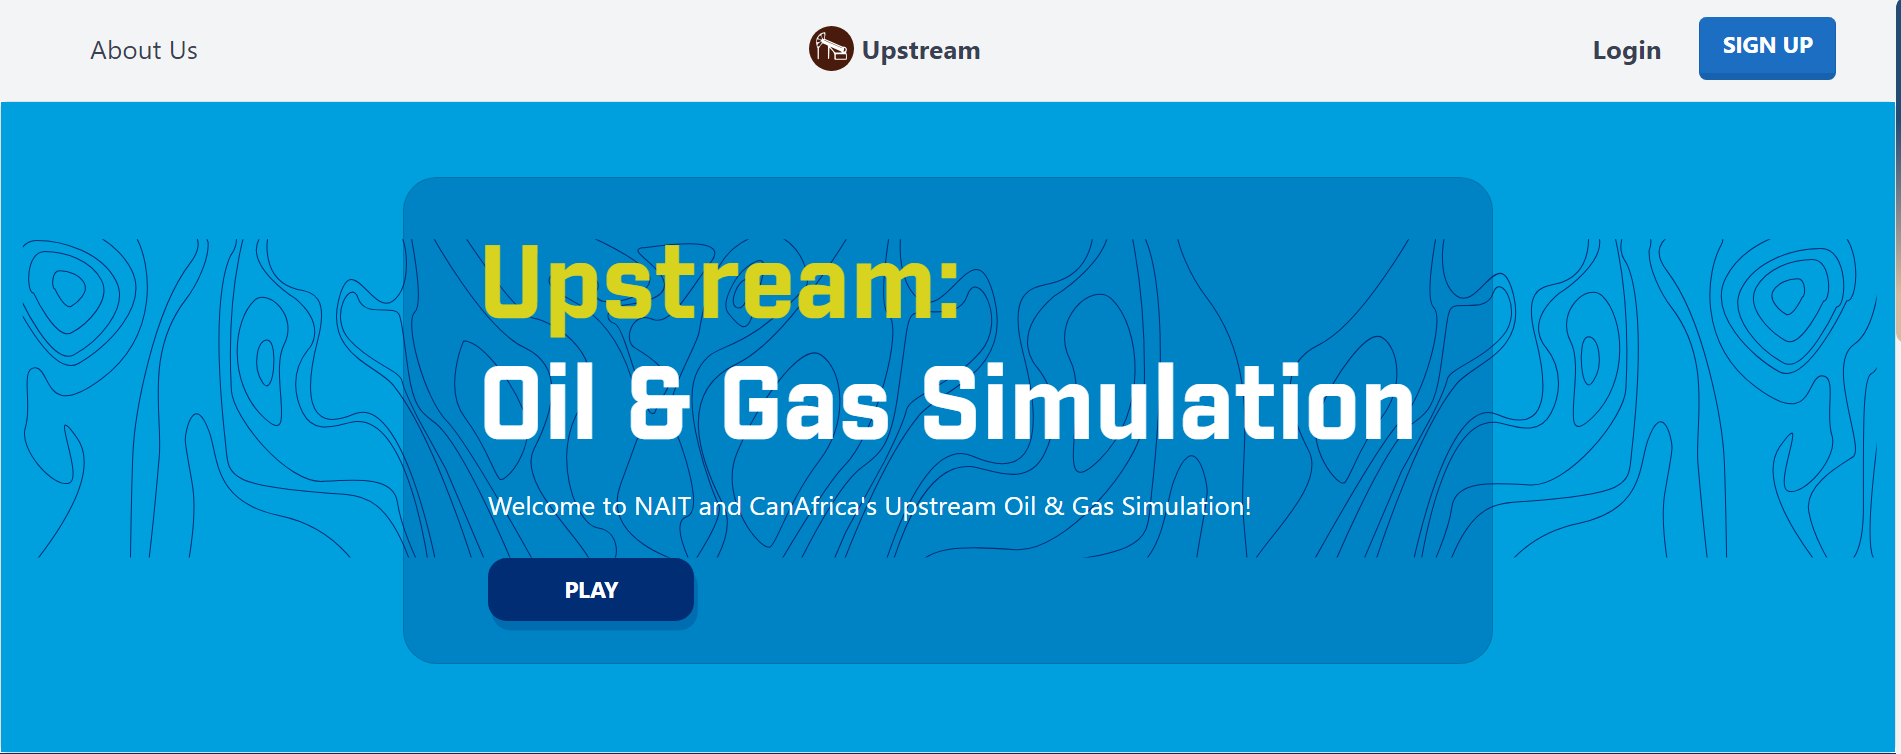 About Us
Upstream
Login
SIGN UP
Upstream:
Oil & Gas Simulation
Welcome to NAIT and CanAfrica's Upstream Oil & Gas Simulation!
PLAY